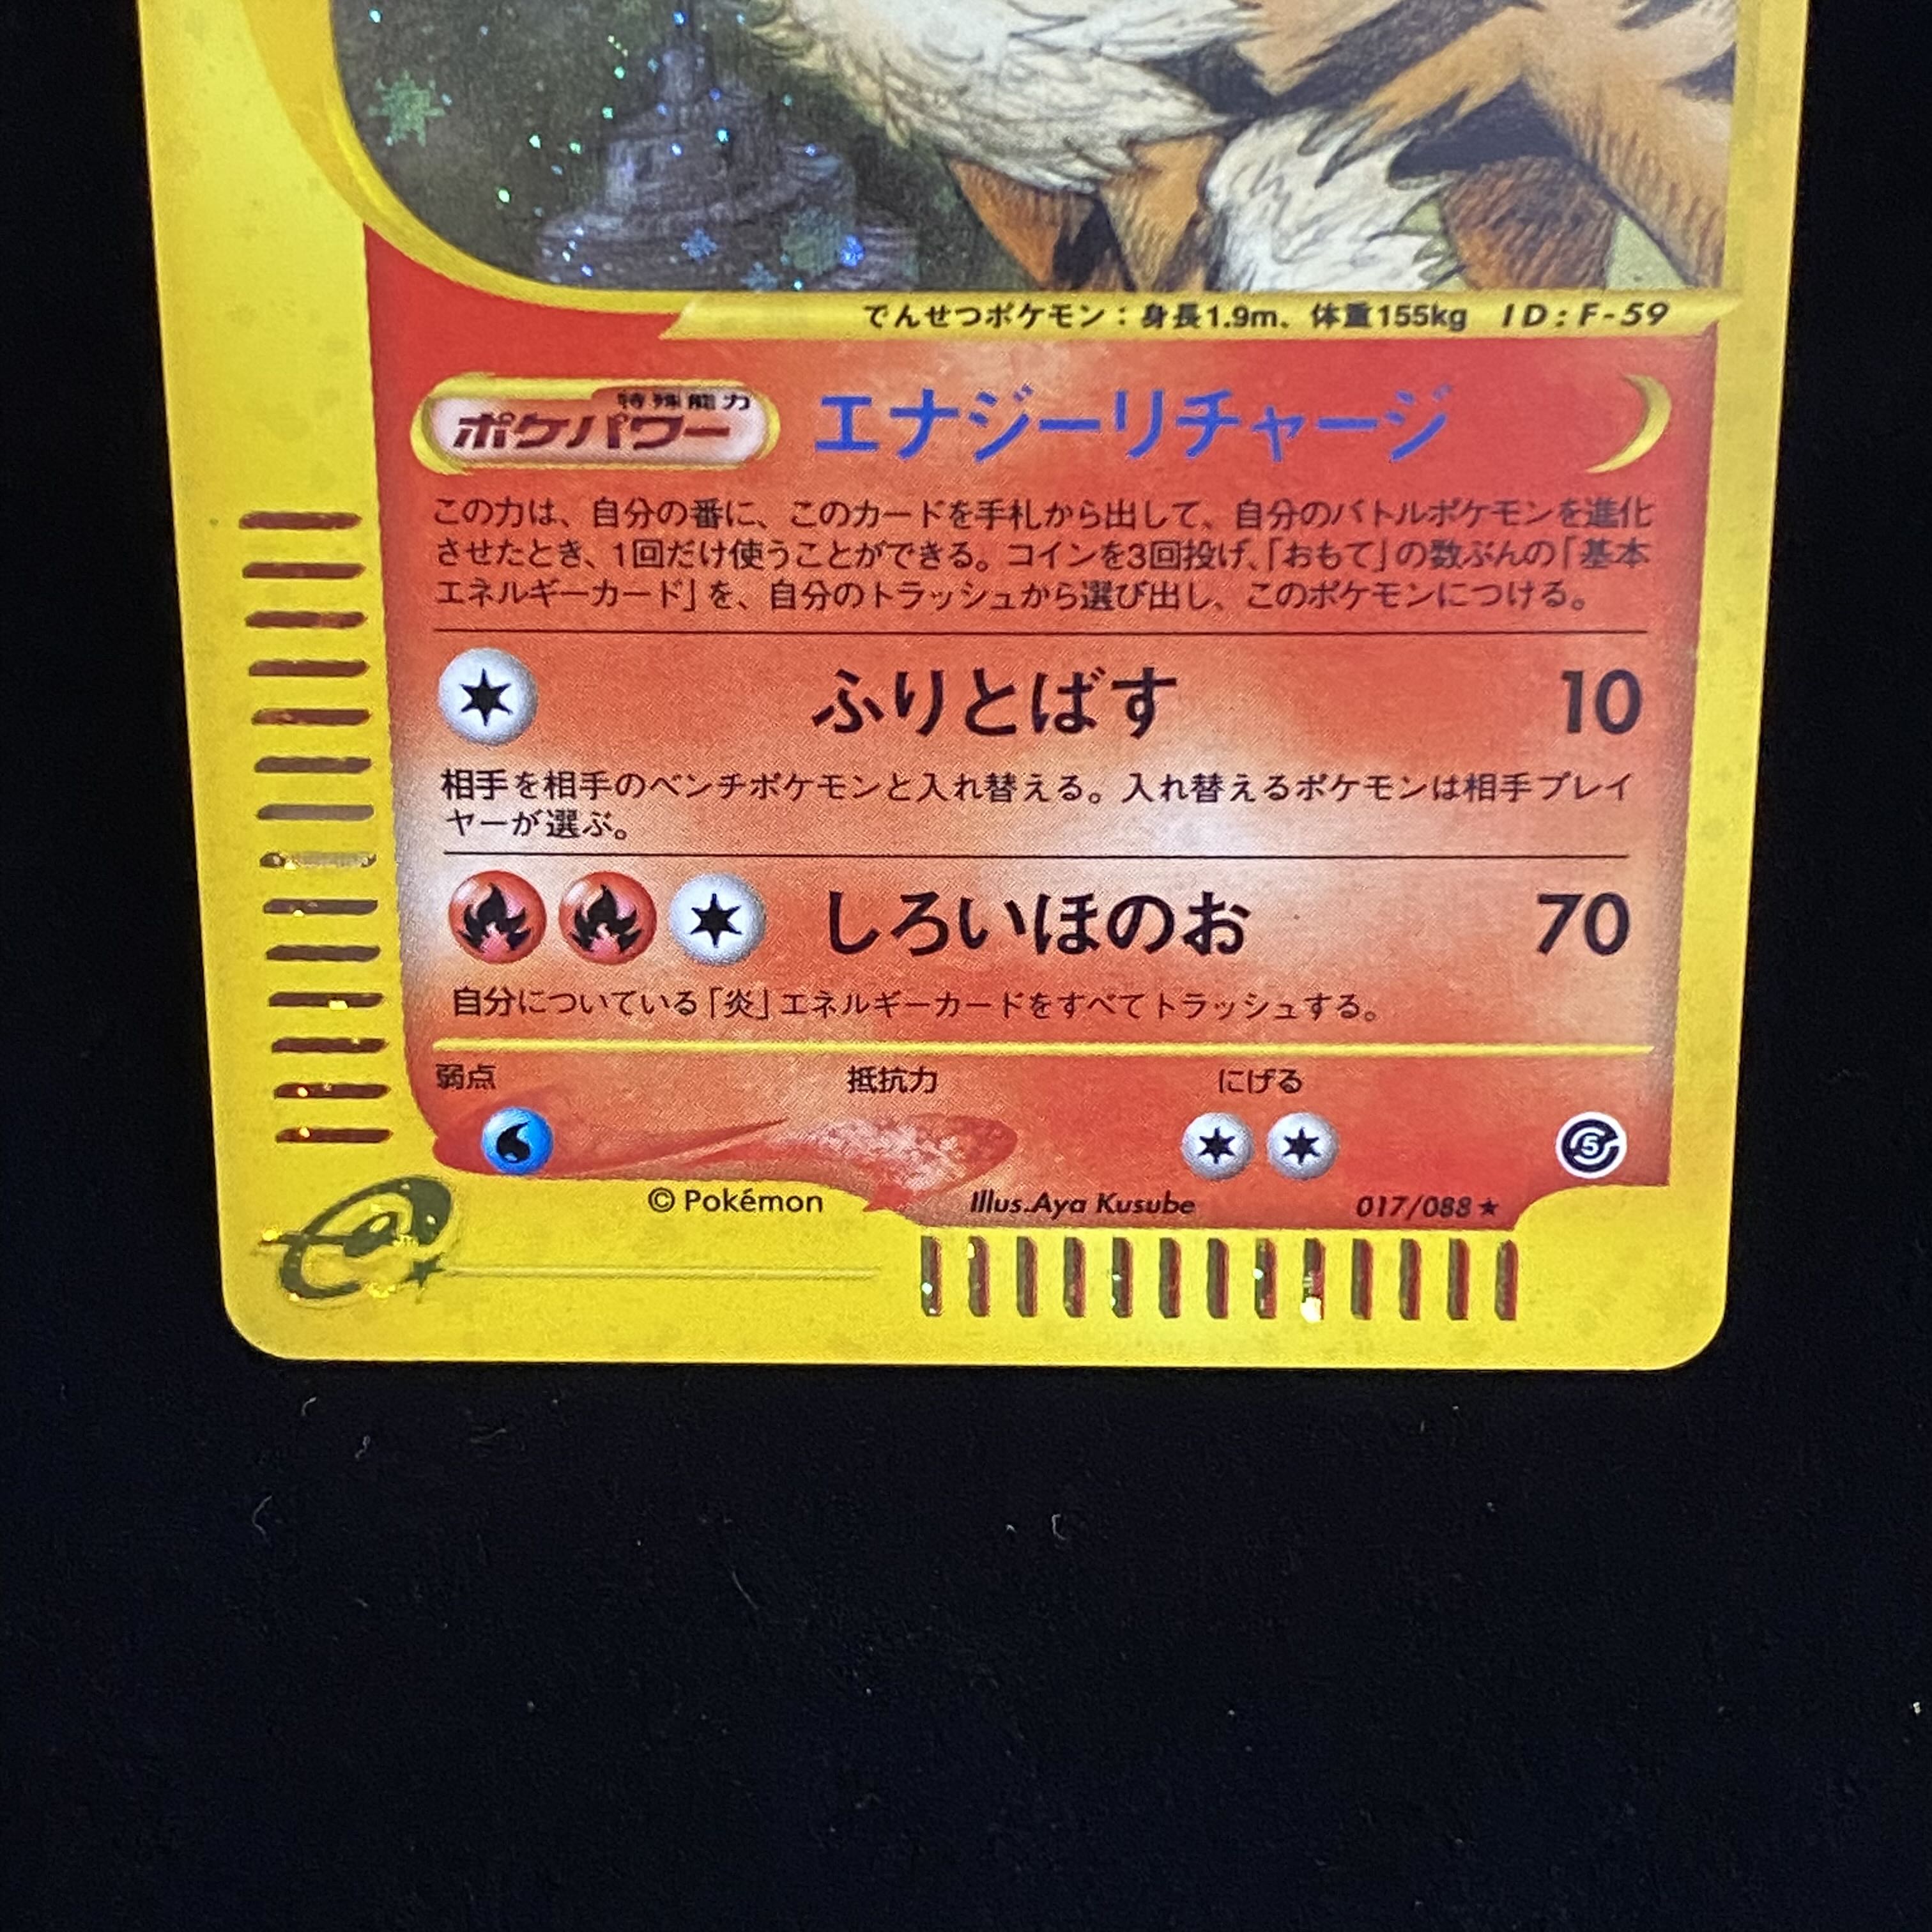 でんせつポケモン：身長1.9m、体重155kg ID:F-59
特殊能力
ポケパワー エナジーリチャージ
この力は、自分の番に、このカードを手札から出して、自分のバトルポケモンを進化
させたとき、1回だけ使うことができる。コインを3回投げ、「おもて」の数ぶんの「基本
エネルギーカード」を、自分のトラッシュから選び出し、このポケモンにつける。
ふりとばす 10
相手を相手のベンチポケモンと入れ替える。入れ替えるポケモンは相手プレイ
ヤーが選ぶ。
しろいほのお 70
自分についている「炎」エネルギーカードをすべてトラッシュする。
弱点 抵抗力 にげる
5
© Pokémon Illus.Aya Kusube 017/088★
e